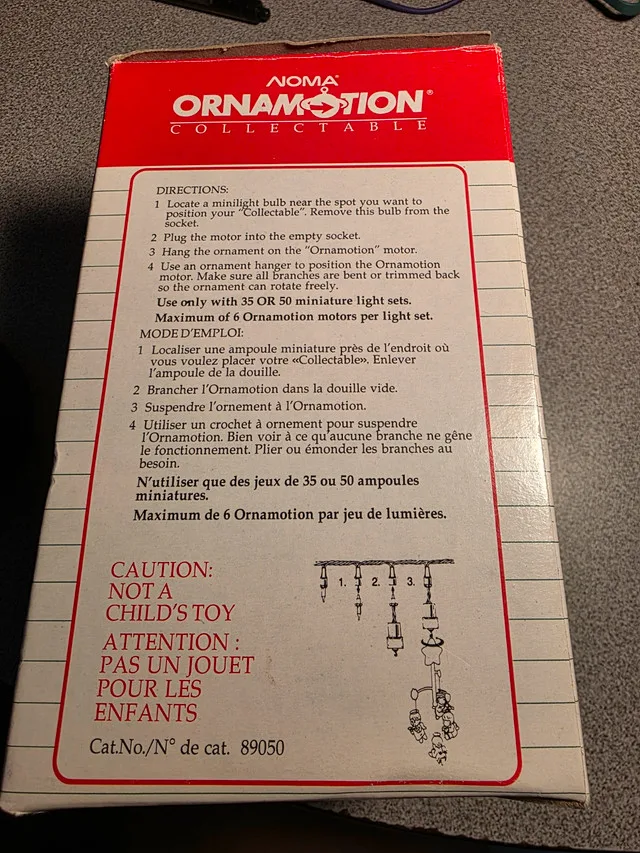 NOMA®
ORNAMOTION®
COLLECTABLE
DIRECTIONS:
1 Locate a minilight bulb near the spot you want to
position your "Collectable". Remove this bulb from the
socket.
2 Plug the motor into the empty socket.
3 Hang the ornament on the "Ornamotion" motor.
4 Use an ornament hanger to position the Ornamotion
motor. Make sure all branches are bent or trimmed back
so the ornament can rotate freely.
Use only with 35 OR 50 miniature light sets.
Maximum of 6 Ornamotion motors per light set.
MODE D'EMPLOI:
1 Localiser une ampoule miniature près de l'endroit où
vous voulez placer votre «Collectable». Enlever
l'ampoule de la douille.
2 Brancher l'Ornamotion dans la douille vide.
3 Suspendre l'ornement à l'Ornamotion.
4 Utiliser un crochet à ornement pour suspendre
l'Ornamotion. Bien voir à ce qu'aucune branche ne gêne
le fonctionnement. Plier ou émonder les branches au
besoin.
N'utiliser que des jeux de 35 ou 50 ampoules
miniatures.
Maximum de 6 Ornamotion par jeu de lumières.
CAUTION:
NOT A
CHILD'S TOY
ATTENTION :
PAS UN JOUET
POUR LES
ENFANTS
1. 2. 3.
Cat.No./N° de cat. 89050